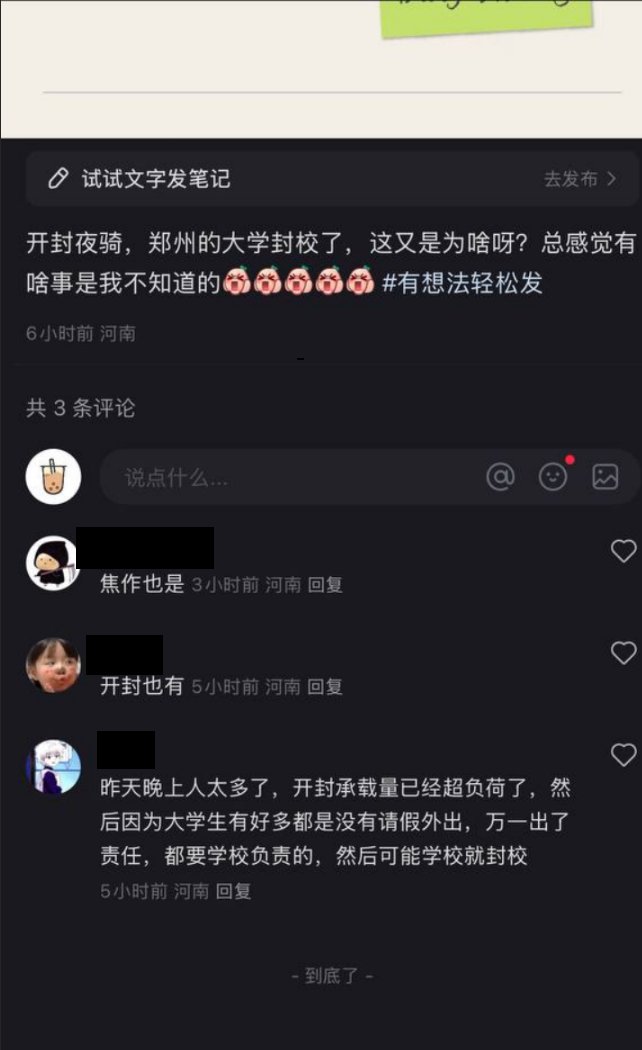 试试文字发笔记
去发布 >
开封夜骑，郑州的大学封校了，这又是为啥呀？总感觉有
啥事是我不知道的 #有想法轻松发
6小时前 河南
共 3 条评论
说点什么...
焦作也是 3小时前 河南 回复
开封也有 5小时前 河南 回复
昨天晚上人太多了，开封承载量已经超负荷了，然
后因为大学生有好多都是没有请假外出，万一出了
责任，都要学校负责的，然后可能学校就封校
5小时前 河南 回复
- 到底了 -